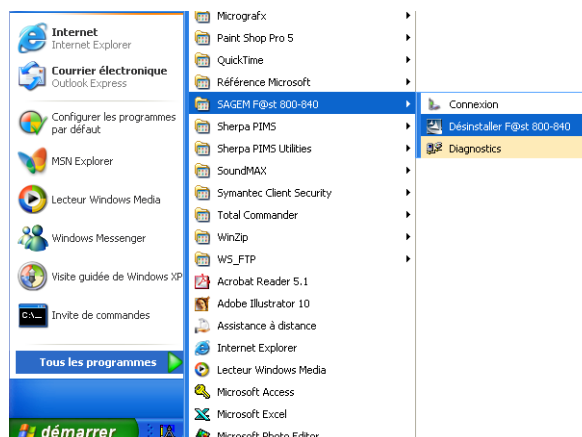 Internet
Internet Explorer
Courrier électronique
Outlook Express
Configurer les programmes
par défaut
MSN Explorer
Lecteur Windows Media
Windows Messenger
Visite guidée de Windows XP
C:\_
Invite de commandes
Tous les programmes
démarrer
Micrografx
Paint Shop Pro 5
QuickTime
Référence Microsoft
SAGEM F@st 800-840
Sherpa PIMS
Sherpa PIMS Utilities
SoundMAX
Symantec Client Security
Total Commander
WinZip
WS_FTP
Acrobat Reader 5.1
Adobe Illustrator 10
Assistance à distance
Internet Explorer
Lecteur Windows Media
Microsoft Access
Microsoft Excel
Microsoft Photo Editor
Connexion
Désinstaller F@st 800-840
Diagnostics